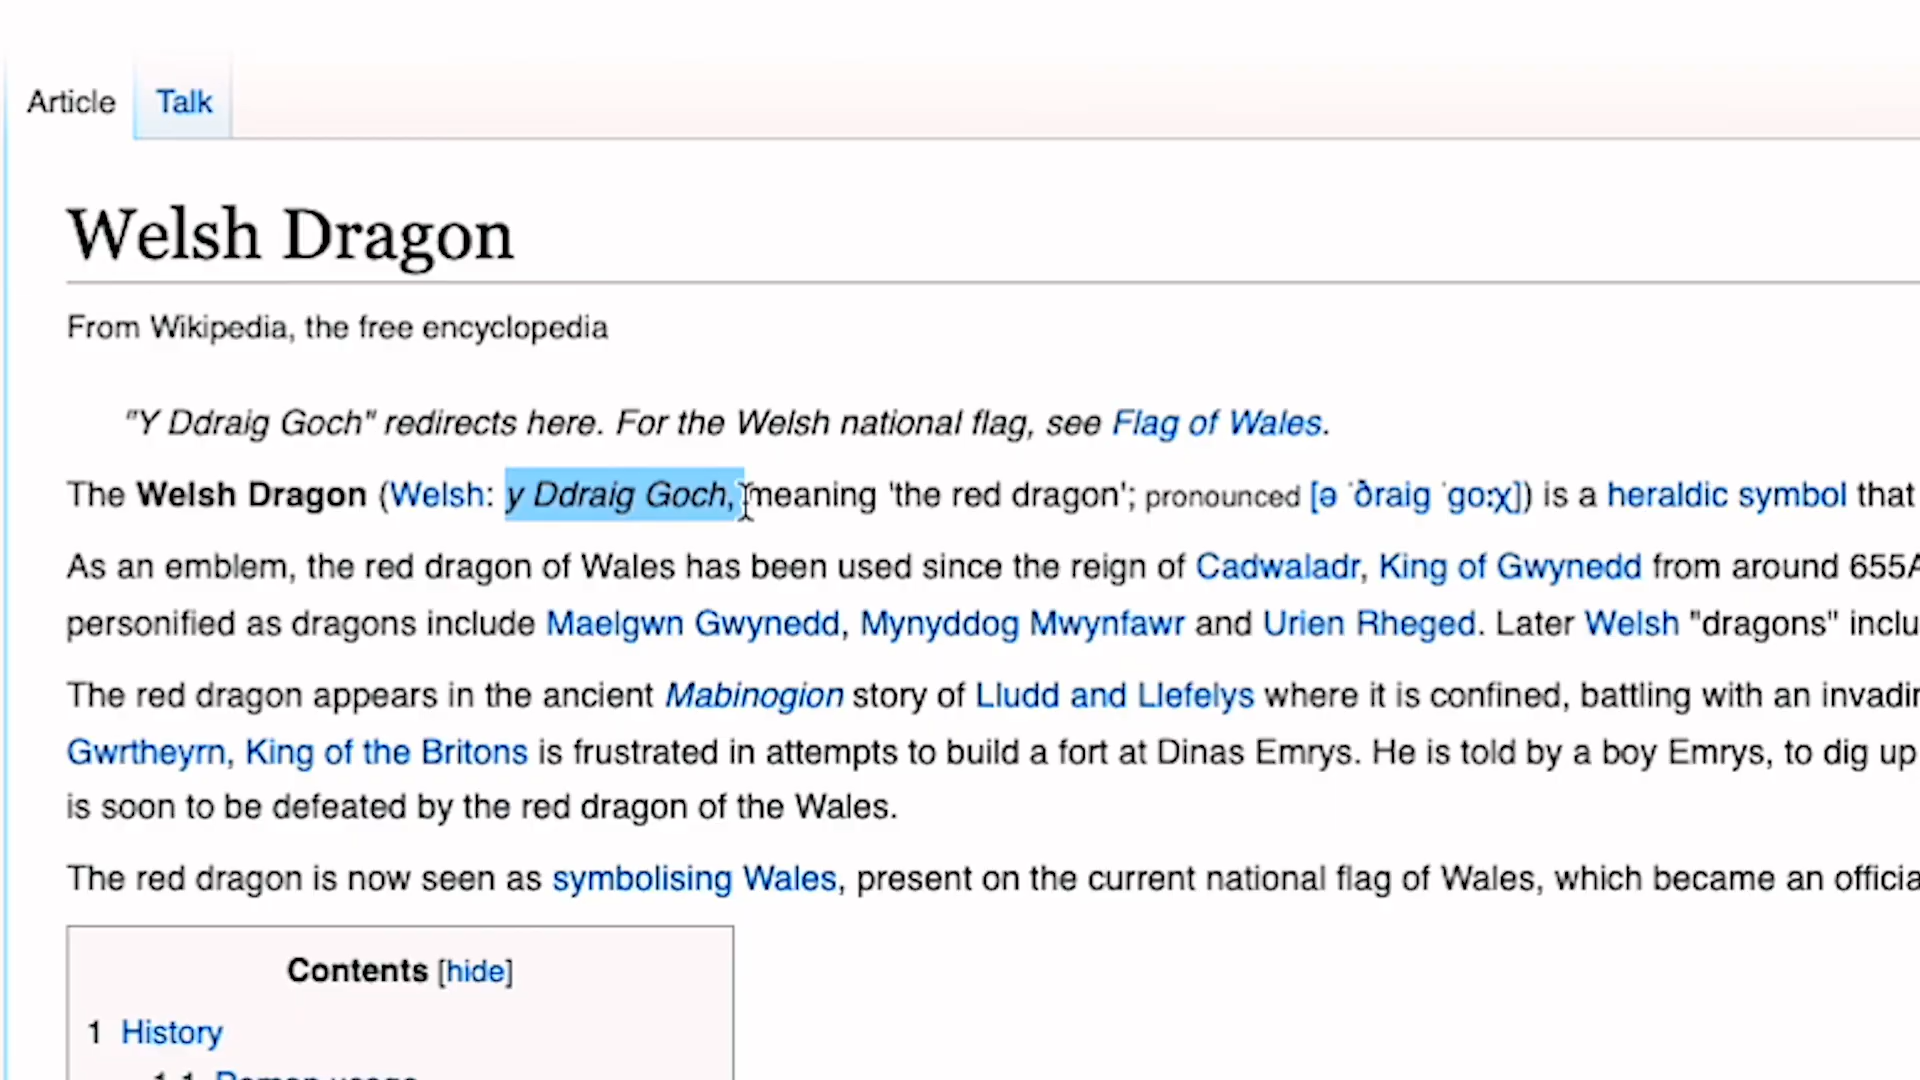 Article Talk
Welsh Dragon
From Wikipedia, the free encyclopedia
"Y Ddraig Goch" redirects here. For the Welsh national flag, see Flag of Wales.
The Welsh Dragon (Welsh: y Ddraig Goch, meaning 'the red dragon'; pronounced [ə ˈðraiɡ ˈɡoːχ]) is a heraldic symbol that
As an emblem, the red dragon of Wales has been used since the reign of Cadwaladr, King of Gwynedd from around 655A
personified as dragons include Maelgwn Gwynedd, Mynyddog Mwynfawr and Urien Rheged. Later Welsh "dragons" inclu
The red dragon appears in the ancient Mabinogion story of Lludd and Llefelys where it is confined, battling with an invadin
Gwrtheyrn, King of the Britons is frustrated in attempts to build a fort at Dinas Emrys. He is told by a boy Emrys, to dig up
is soon to be defeated by the red dragon of the Wales.
The red dragon is now seen as symbolising Wales, present on the current national flag of Wales, which became an officia
Contents [hide]
1 History
1.1 Roman usage